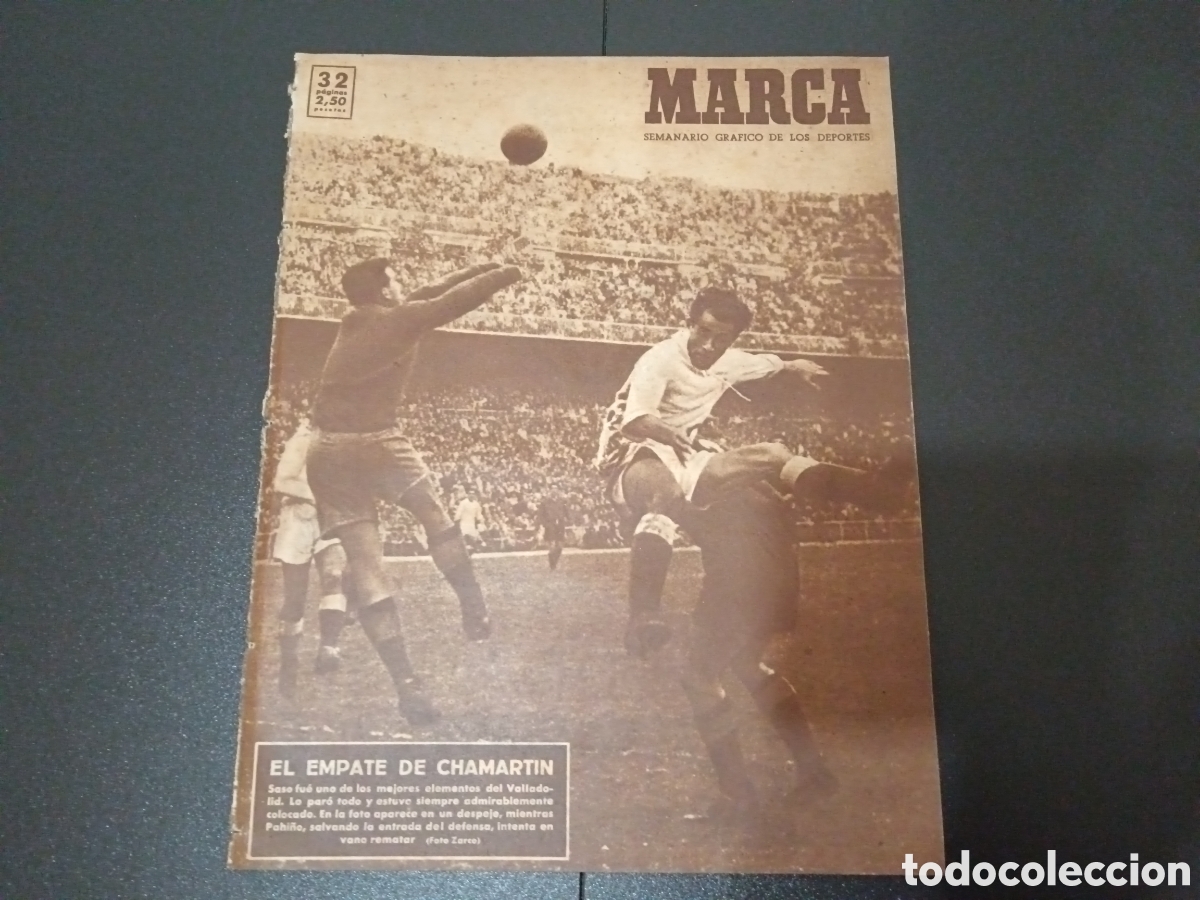 32
páginas
2,50
pesetas
MARCA
SEMANARIO GRAFICO DE LOS DEPORTES
EL EMPATE DE CHAMARTIN
Saso fué uno de los mejores elementos del Vallado-
lid. Lo paró todo y estuvo siempre admirablemente
colocado. En la foto aparece en un despeje, mientras
Pahiño, salvando la entrada del defensa, intenta en
vano rematar (Foto Zarco)
todocoleccion